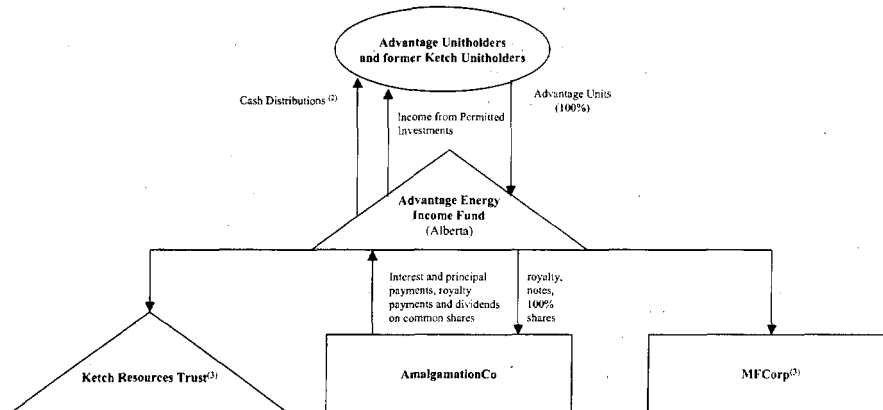 Advantage Unitholders
and former Ketch Unitholders
Cash Distributions (2)
Income from Permitted
Investments
Advantage Units
(100%)
Advantage Energy
Income Fund
(Alberta)
Interest and principal
payments, royalty
payments and dividends
on common shares
royalty,
notes,
100%
shares
Ketch Resources Trust(3)
AmalgamationCo
MFCorp(3)